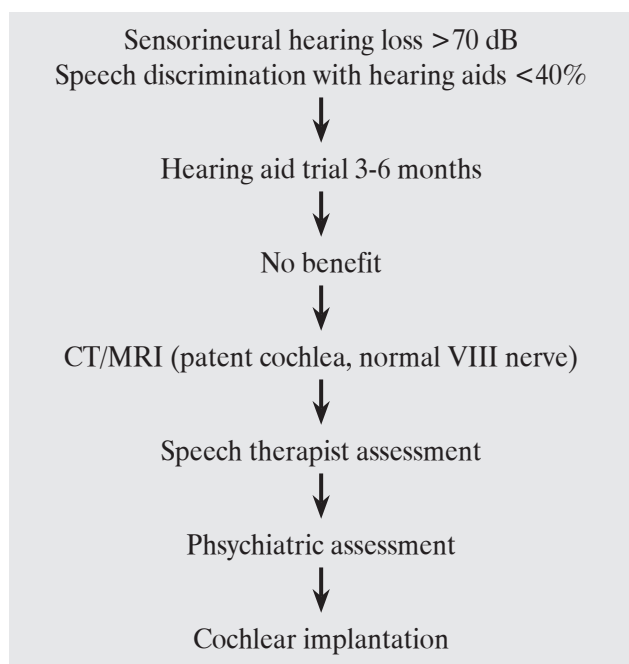 Sensorineural hearing loss >70 dB
Speech discrimination with hearing aids <40%
Hearing aid trial 3-6 months
No benefit
CT/MRI (patent cochlea, normal VIII nerve)
Speech therapist assessment
Phsychiatric assessment
Cochlear implantation